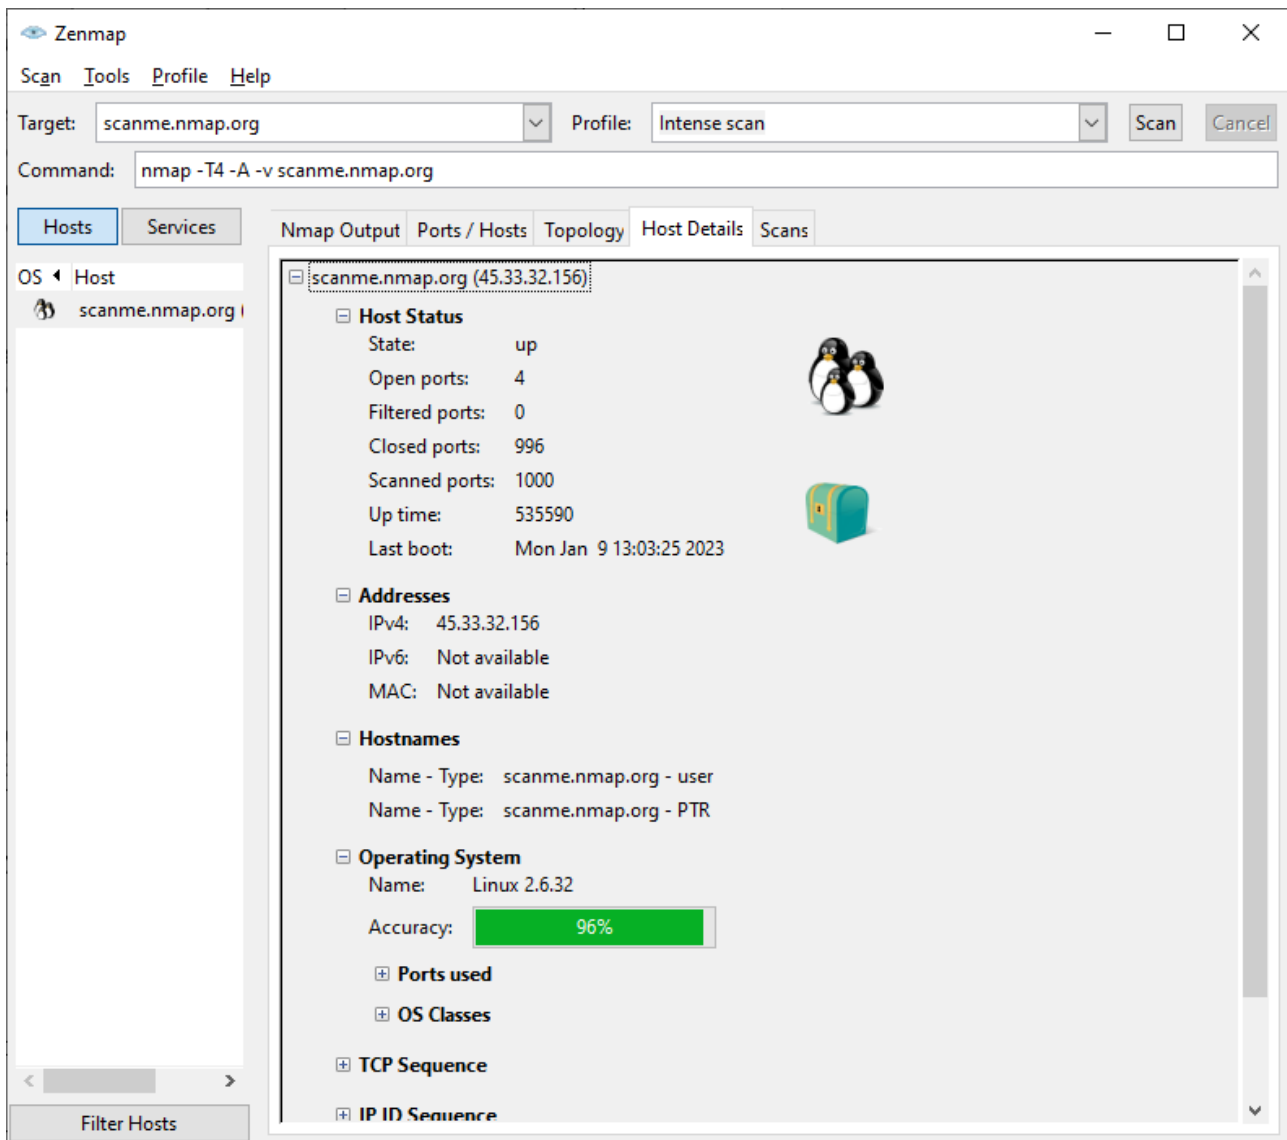 Zenmap
Scan Tools Profile Help
Target: scanme.nmap.org Profile: Intense scan Scan Cancel
Command: nmap -T4 -A -v scanme.nmap.org
Hosts Services
Nmap Output Ports / Hosts Topology Host Details Scans
OS Host
scanme.nmap.org (
scanme.nmap.org (45.33.32.156)
Host Status
State: up
Open ports: 4
Filtered ports: 0
Closed ports: 996
Scanned ports: 1000
Up time: 535590
Last boot: Mon Jan 9 13:03:25 2023
Addresses
IPv4: 45.33.32.156
IPv6: Not available
MAC: Not available
Hostnames
Name - Type: scanme.nmap.org - user
Name - Type: scanme.nmap.org - PTR
Operating System
Name: Linux 2.6.32
Accuracy: 96%
Ports used
OS Classes
TCP Sequence
IP ID Sequence
Filter Hosts